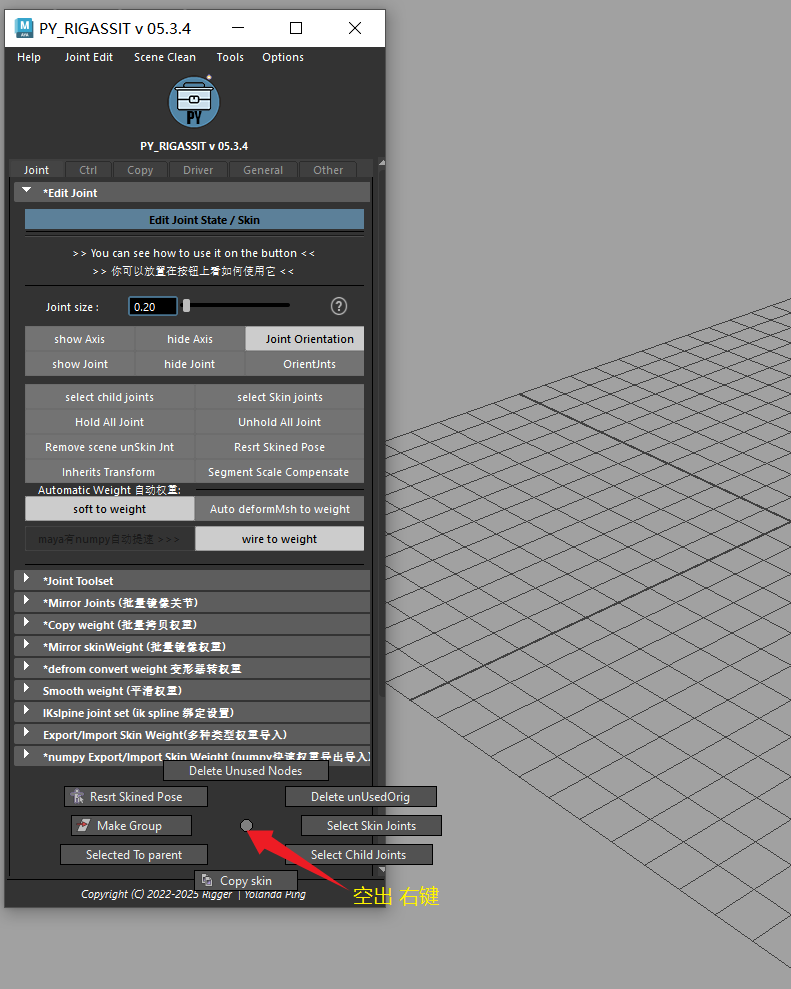 PY_RIGASSIT v 05.3.4
Help Joint Edit Scene Clean Tools Options
PY
PY_RIGASSIT v 05.3.4
Joint Ctrl Copy Driver General Other
*Edit Joint
Edit Joint State / Skin
>> You can see how to use it on the button <<
>> 你可以放置在按钮上看如何使用它 <<
Joint size : 0.20 ?
show Axis hide Axis Joint Orientation
show Joint hide Joint OrientJnts
select child joints select Skin joints
Hold All Joint Unhold All Joint
Remove scene unSkin Jnt Resrt Skined Pose
Inherits Transform Segment Scale Compensate
Automatic Weight 自动权重:
soft to weight Auto deformMsh to weight
maya有numpy自动提速 >>> wire to weight
*Joint Toolset
*Mirror Joints (批量镜像关节)
*Copy weight (批量拷贝权重)
*Mirror skinWeight (批量镜像权重)
*defrom convert weight 变形器转权重
Smooth weight (平滑权重)
IKslpine joint set (ik spline 绑定设置)
Export/Import Skin Weight(多种类型权重导入)
*numpy Export/Import Skin Weight (numpy快速权重导出导入)
Delete Unused Nodes
Resrt Skined Pose Delete unUsedOrig
Make Group Select Skin Joints
Selected To parent Select Child Joints
Copy skin
空出 右键
Copyright (C) 2022-2025 Rigger | Yolanda Ping